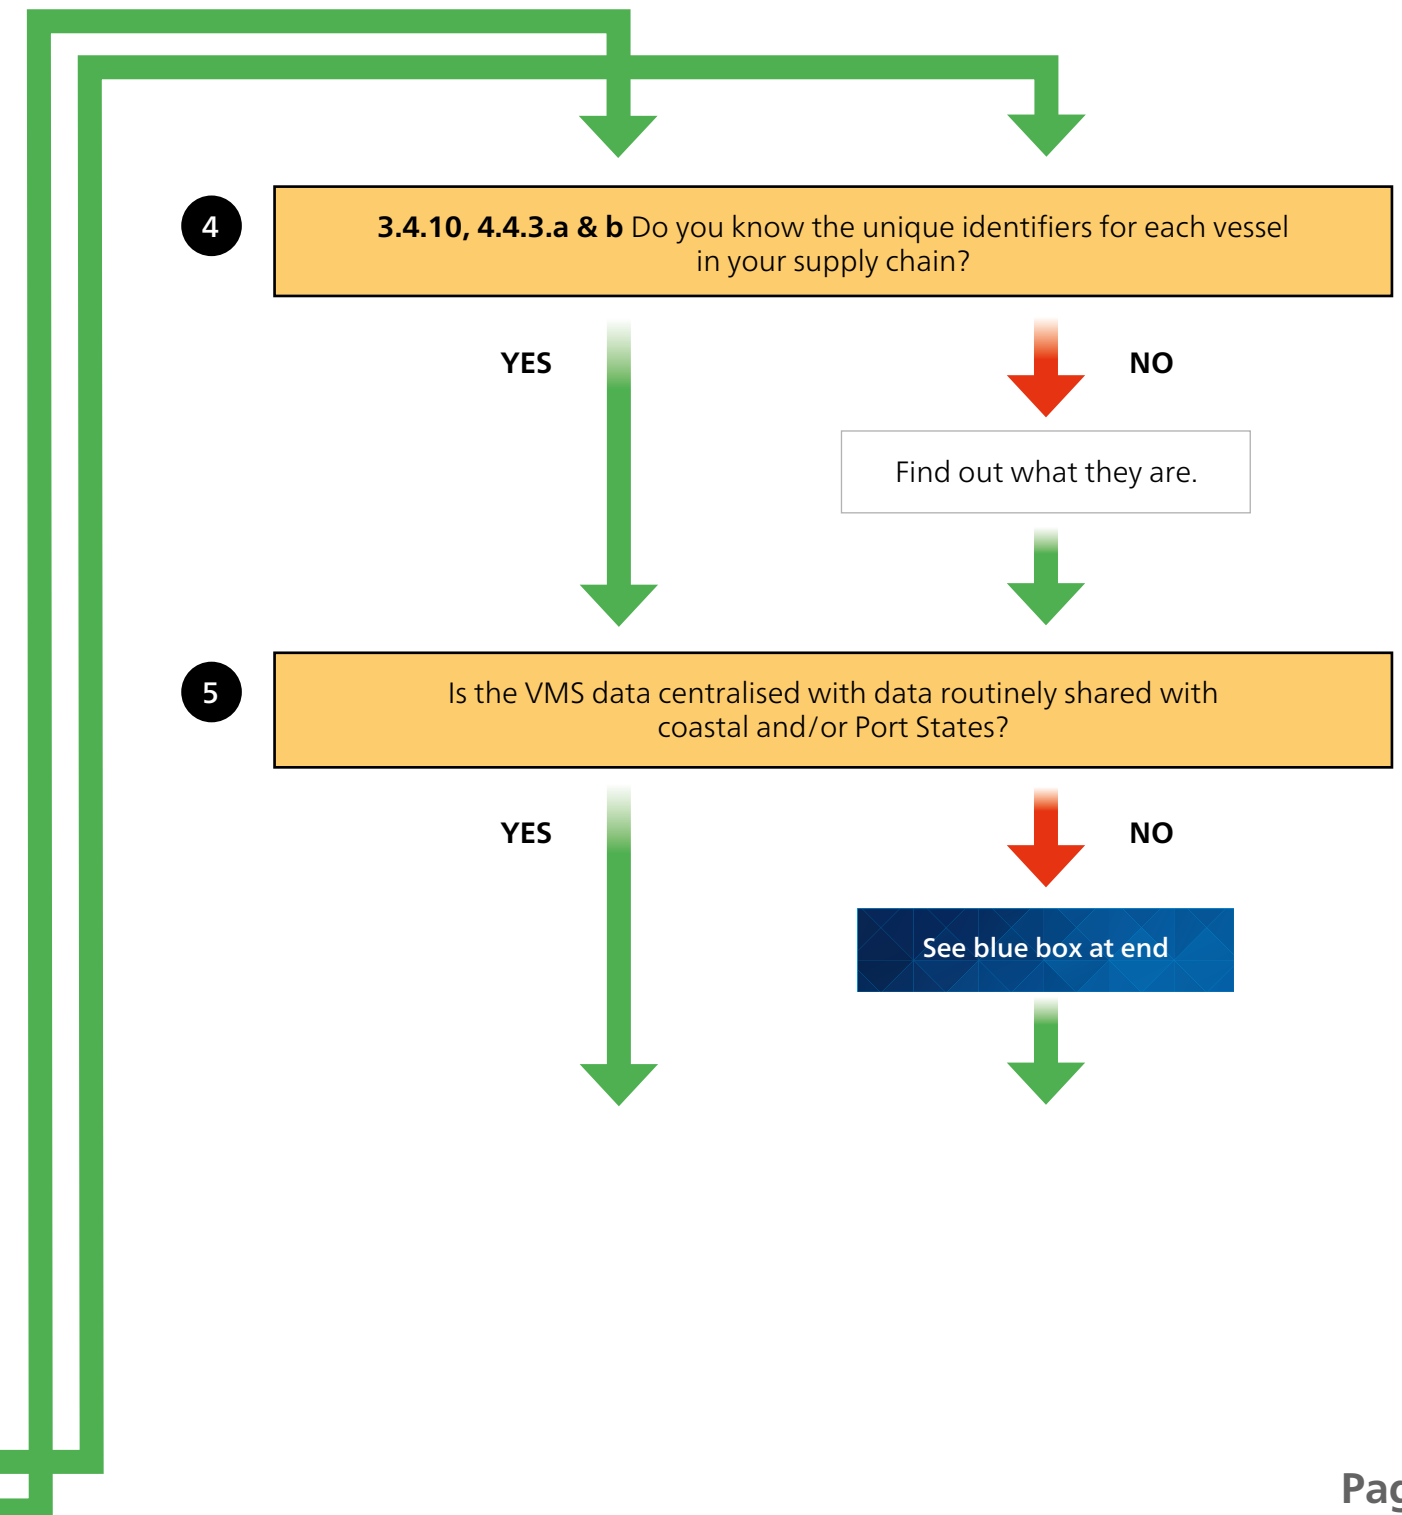 4
3.4.10, 4.4.3.a & b Do you know the unique identifiers for each vessel
in your supply chain?
YES
NO
Find out what they are.
5
Is the VMS data centralised with data routinely shared with
coastal and/or Port States?
YES
NO
See blue box at end
Pag